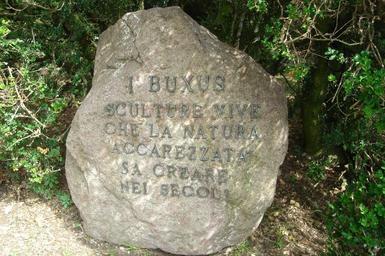 I BUXUS
SCULTURE VIVE
CHE LA NATURA
ACCAREZZATA
SA CREARE
NEI SECOLI